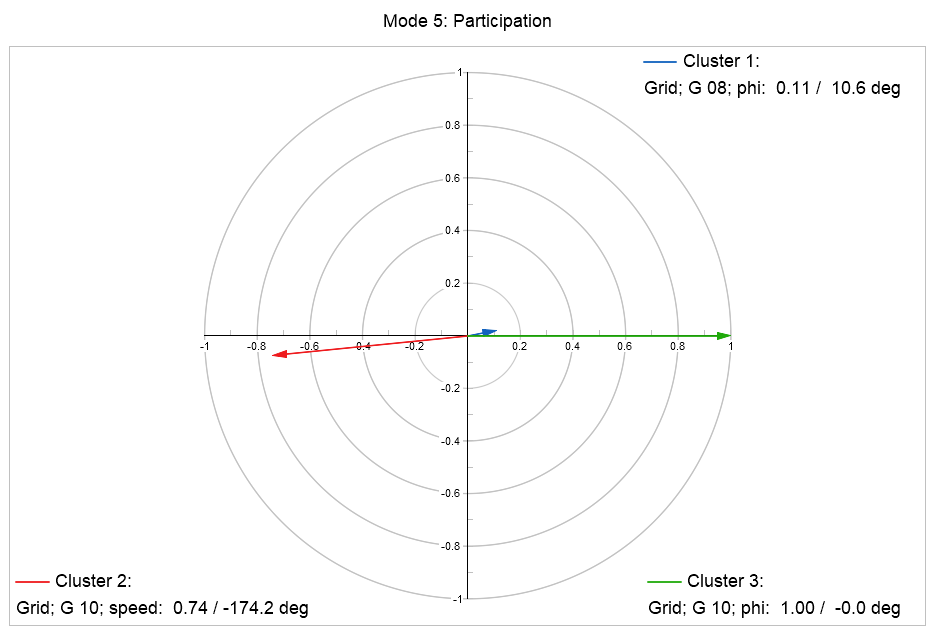 Mode 5: Participation
Cluster 1:
Grid; G 08; phi: 0.11 / 10.6 deg
1
0.8
0.6
0.4
0.2
-1 -0.8 -0.6 -0.4 -0.2 0.2 0.4 0.6 0.8 1
-0.2
-0.4
-0.6
-0.8
-1
Cluster 2:
Grid; G 10; speed: 0.74 / -174.2 deg
Cluster 3:
Grid; G 10; phi: 1.00 / -0.0 deg